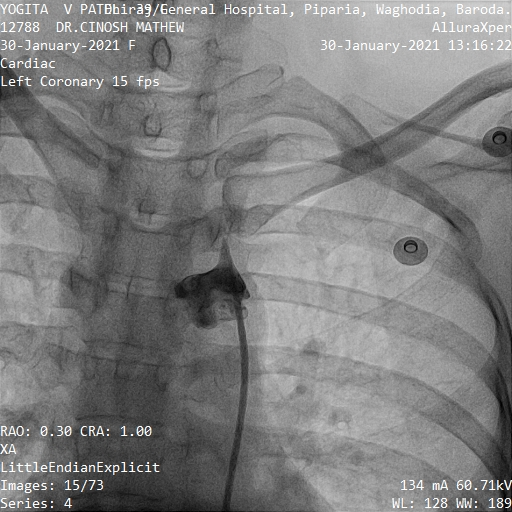 YOGITA V PATE
General Hospital, Piparia, Waghodia, Baroda.
12788 DR.CINOSH MATHEW
AlluraXper
30-January-2021 F
30-January-2021 13:16:22
Cardiac
Left Coronary 15 fps
RAO: 0.30 CRA: 1.00
XA
LittleEndianExplicit
Images: 15/73
134 mA 60.71kV
Series: 4
WL: 128 WW: 189